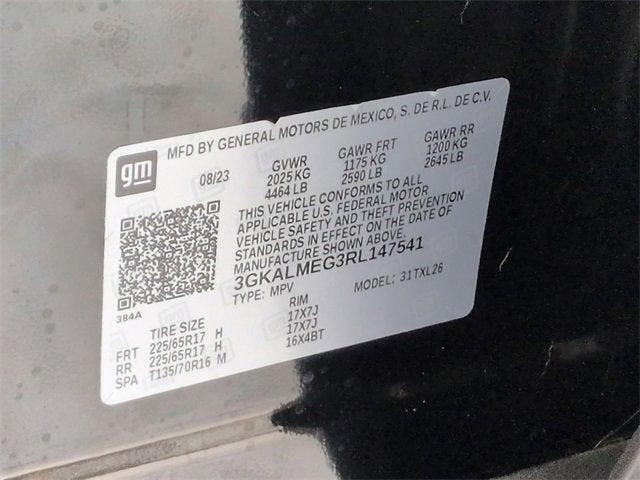 gm
MFD BY GENERAL MOTORS DE MEXICO, S. DE R.L. DE C.V.
08/23 GVWR GAWR FRT GAWR RR
2025 KG 1175 KG 1200 KG
4464 LB 2590 LB 2645 LB
THIS VEHICLE CONFORMS TO ALL
APPLICABLE U.S. FEDERAL MOTOR
VEHICLE SAFETY AND THEFT PREVENTION
STANDARDS IN EFFECT ON THE DATE OF
MANUFACTURE SHOWN ABOVE.
3GKALMEG3RL147541
TYPE: MPV MODEL: 31TXL26
384A
TIRE SIZE RIM
FRT 225/65R17 H 17X7J
RR 225/65R17 H 17X7J
SPA T135/70R16 M 16X4BT